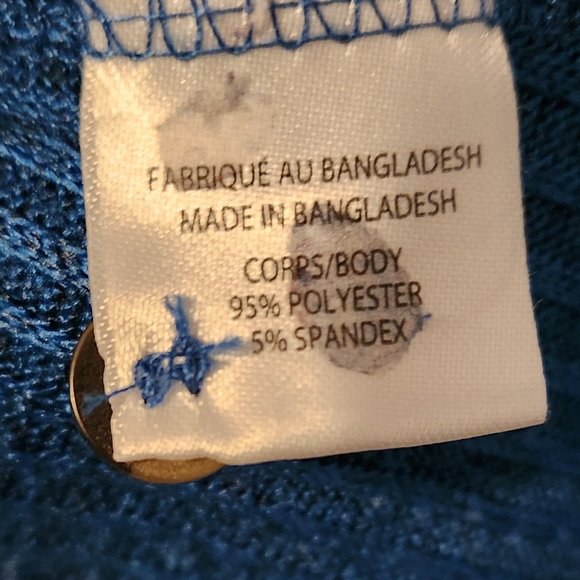 FABRIQUÉ AU BANGLADESH
MADE IN BANGLADESH
CORPS/BODY
95% POLYESTER
5% SPANDEX